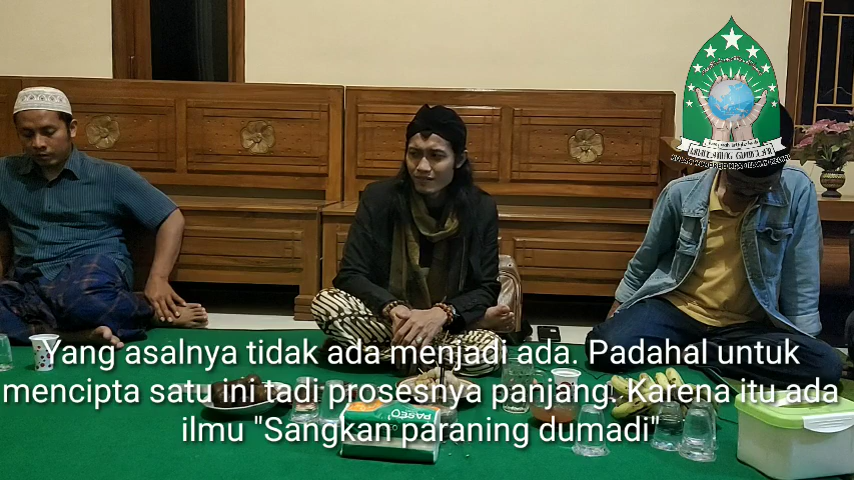 Yang asalnya tidak ada menjadi ada. Padahal untuk
mencipta satu ini tadi prosesnya panjang. Karena itu ada
ilmu "Sangkan paraning dumadi"
PASEO